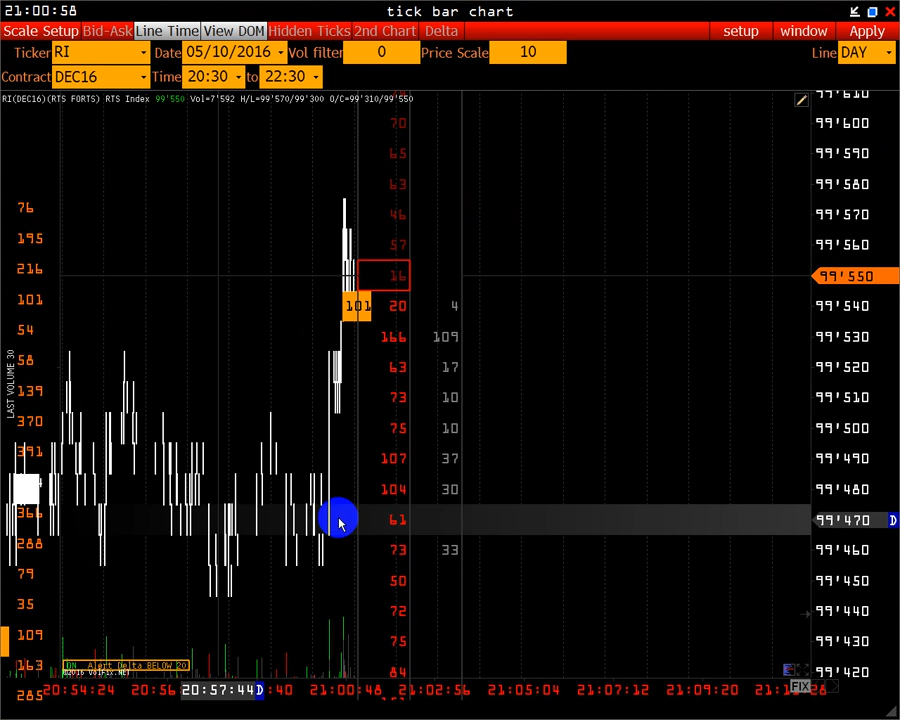 21:00:58 tick bar chart
Scale Setup Bid-Ask Line Time View DOM Hidden Ticks 2nd Chart Delta setup window Apply
Ticker RI Date 05/10/2016 Vol filter 0 Price Scale 10 Line DAY
Contract DEC16 Time 20:30 to 22:30
RI(DEC16)(RTS FORTS) RTS Index 99'550 Vol=7'592 H/L=99'570/99'300 O/C=99'310/99'550
99'610
70 99'600
65 99'590
63 99'580
76 46 99'570
195 57 99'560
216 16 99'550
101 101 20 4 99'540
54 166 109 99'530
58 63 17 99'520
139 73 10 99'510
370 75 10 99'500
391 107 37 99'490
104 30 99'480
366 61 99'470 D
288 73 33 99'460
79 50 99'450
35 72 99'440
109 75 99'430
163 84 99'420
285
LAST VOLUME 30
DN Alert Delta BELOW 20
©2016 VolFix.NET
FIX
20:54:24 20:56 20:57:44 D :40 21:00:48 21:02:56 21:05:04 21:07:12 21:09:20